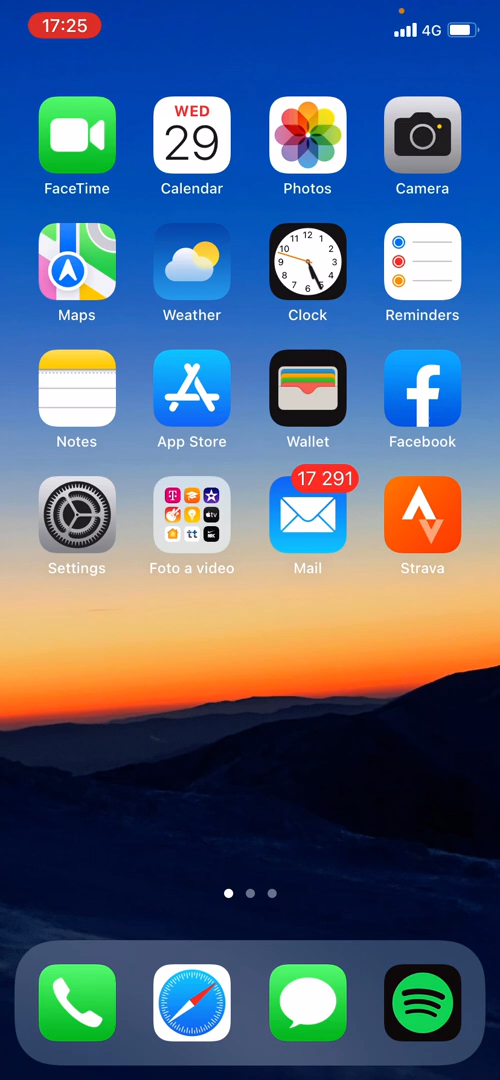 17:25
4G
WED
29
FaceTime
Calendar
Photos
Camera
Maps
Weather
Clock
Reminders
Notes
App Store
Wallet
Facebook
17 291
Settings
Foto a video
Mail
Strava